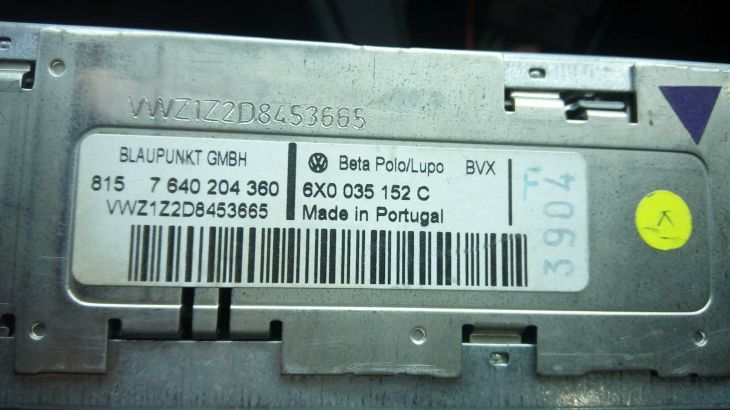 VWZ1Z2D8453665
BLAUPUNKT GMBH
815 7 640 204 360
VWZ1Z2D8453665
Beta Polo/Lupo BVX
6X0 035 152 C
Made in Portugal
F
3904
K